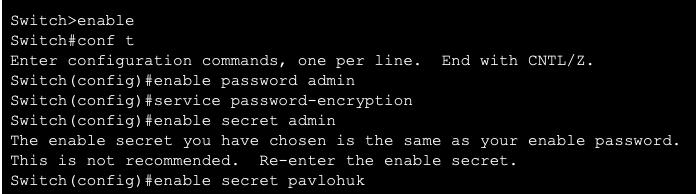 Switch>enable
Switch#conf t
Enter configuration commands, one per line.  End with CNTL/Z.
Switch(config)#enable password admin
Switch(config)#service password-encryption
Switch(config)#enable secret admin
The enable secret you have chosen is the same as your enable password.
This is not recommended.  Re-enter the enable secret.
Switch(config)#enable secret pavlohuk